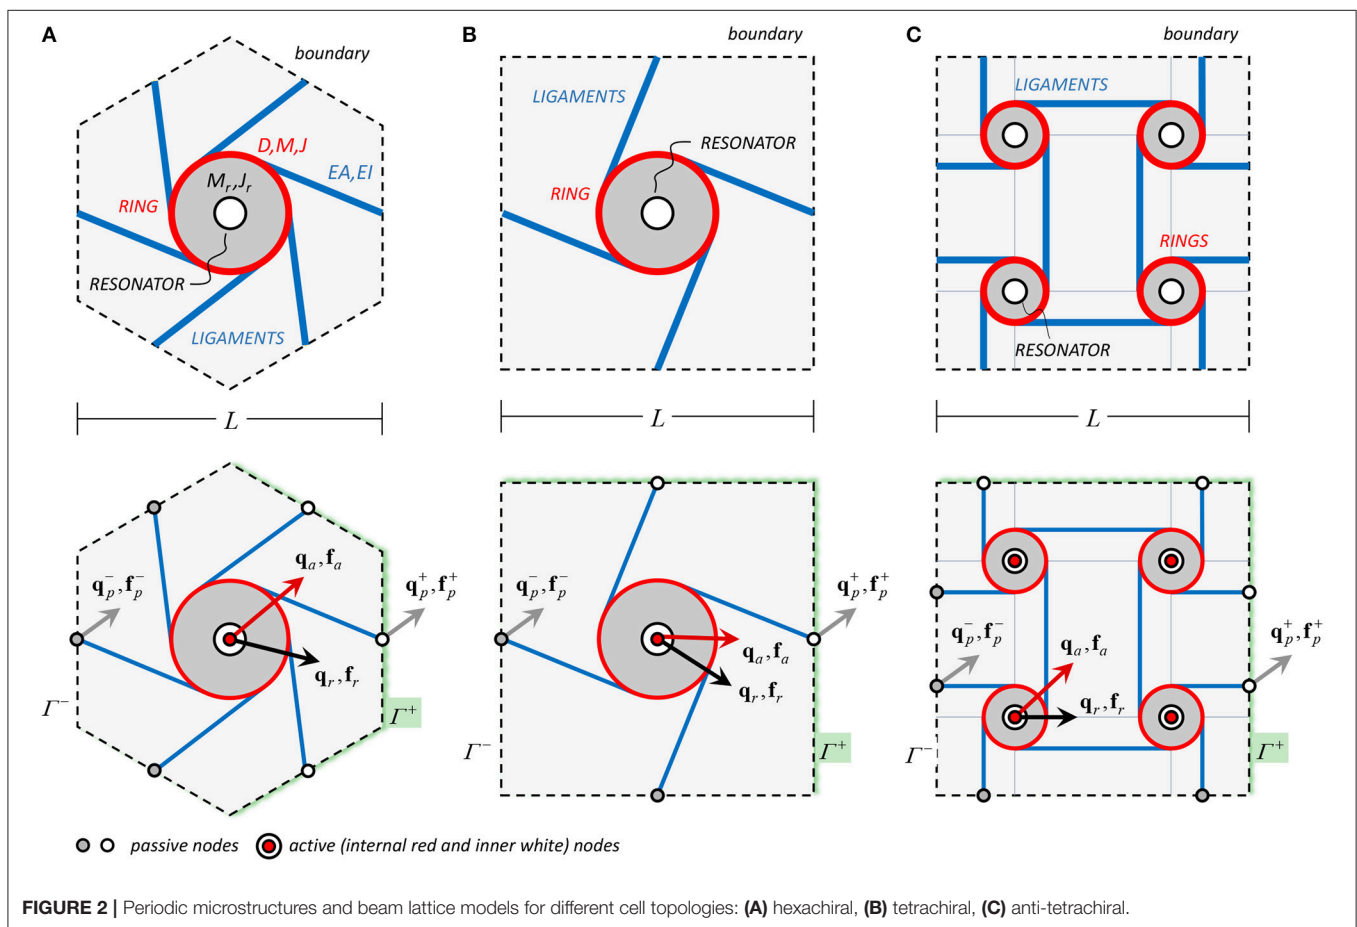 A
boundary
D,M,J
EA,EI
M_r,J_r
RING
RESONATOR
LIGAMENTS
L
B
boundary
LIGAMENTS
RESONATOR
RING
L
C
boundary
LIGAMENTS
RINGS
RESONATOR
L
q_a, f_a
q_p^-, f_p^-
q_p^+, f_p^+
q_r, f_r
Γ^-
Γ^+
q_p^-, f_p^-
q_p^+, f_p^+
q_a, f_a
q_r, f_r
Γ^-
Γ^+
q_p^-, f_p^-
q_a, f_a
q_p^+, f_p^+
q_r, f_r
Γ^-
Γ^+
passive nodes
active (internal red and inner white) nodes
FIGURE 2 | Periodic microstructures and beam lattice models for different cell topologies: (A) hexachiral, (B) tetrachiral, (C) anti-tetrachiral.